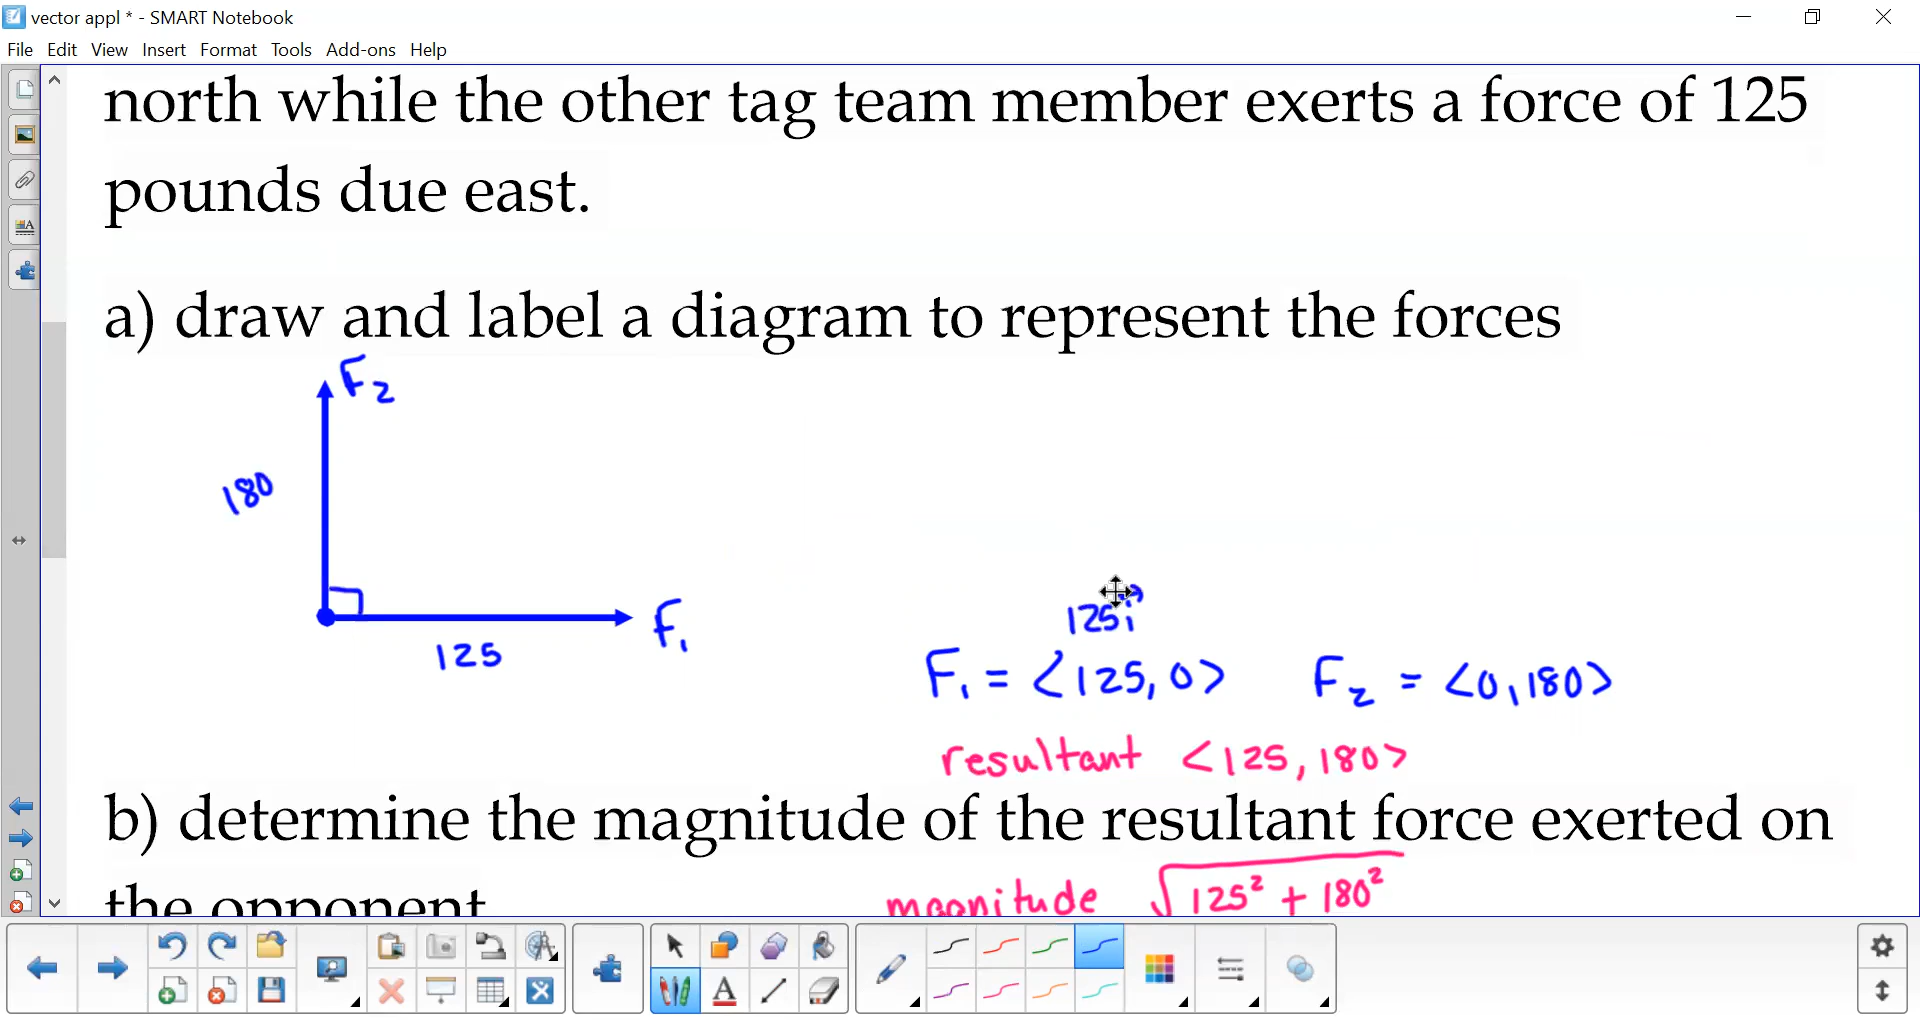 vector appl * - SMART Notebook
File Edit View Insert Format Tools Add-ons Help
north while the other tag team member exerts a force of 125
pounds due east.
a) draw and label a diagram to represent the forces
F₂
180
F₁
125
125i
F₁ = <125, 0> F₂ = <0, 180>
resultant <125, 180>
b) determine the magnitude of the resultant force exerted on
the opponent
magnitude √125² + 180²